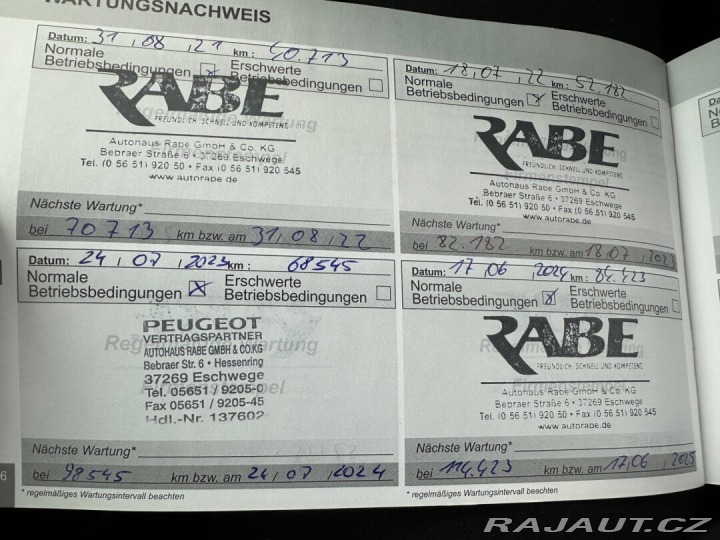 WARTUNGSNACHWEIS
Datum: 31,08,21 km: 40.713
Normale Betriebsbedingungen
Erschwerte Betriebsbedingungen
RABE
FREUNDLICH, SCHNELL UND KOMPETENT.
Autohaus Rabe GmbH & Co. KG
Bebraer Straße 6 • 37269 Eschwege
Tel. (0 56 51) 920 50 • Fax (0 56 51) 920 545
www.autorabe.de
Nächste Wartung*
bei 70713 km bzw. am 31,08,22
Datum: 18,07,22 km: 52.182
Normale Betriebsbedingungen
Erschwerte Betriebsbedingungen
RABE
FREUNDLICH, SCHNELL UND KOMPETENT.
Autohaus Rabe GmbH & Co. KG
Bebraer Straße 6 • 37269 Eschwege
Tel. (0 56 51) 920 50 • Fax (0 56 51) 920 545
www.autorabe.de
Nächste Wartung*
bei 82.182 km bzw. am 18,07,2023
Datum: 24,07,2023 km: 68545
Normale Betriebsbedingungen
Erschwerte Betriebsbedingungen
PEUGEOT
VERTRAGSPARTNER
AUTOHAUS RABE GMBH & CO.KG
Bebraer Str. 6 • Hessenring
37269 Eschwege
Tel. 05651 / 9205-0
Fax 05651 / 9205-45
Hdl.-Nr. 137602
Nächste Wartung*
bei 98545 km bzw. am 24,07,2024
* regelmäßiges Wartungsintervall beachten
Datum: 17,06,2024 km: 84.423
Normale Betriebsbedingungen
Erschwerte Betriebsbedingungen
RABE
FREUNDLICH, SCHNELL UND KOMPETENT.
Autohaus Rabe GmbH & Co. KG
Bebraer Straße 6 • 37269 Eschwege
Tel. (0 56 51) 920 50 • Fax (0 56 51) 920 545
www.autorabe.de
Nächste Wartung*
bei 114.423 km bzw. am 17,06,2025
* regelmäßiges Wartungsintervall beachten
6
RAJAUT.CZ